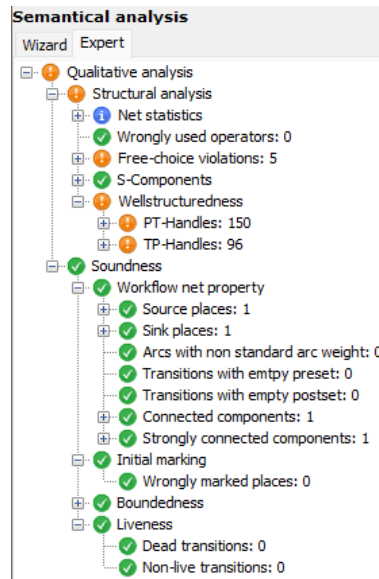 Semantical analysis
Wizard Expert
Qualitative analysis
Structural analysis
Net statistics
Wrongly used operators: 0
Free-choice violations: 5
S-Components
Wellstructuredness
PT-Handles: 150
TP-Handles: 96
Soundness
Workflow net property
Source places: 1
Sink places: 1
Arcs with non standard arc weight: 0
Transitions with emtpy preset: 0
Transitions with empty postset: 0
Connected components: 1
Strongly connected components: 1
Initial marking
Wrongly marked places: 0
Boundedness
Liveness
Dead transitions: 0
Non-live transitions: 0